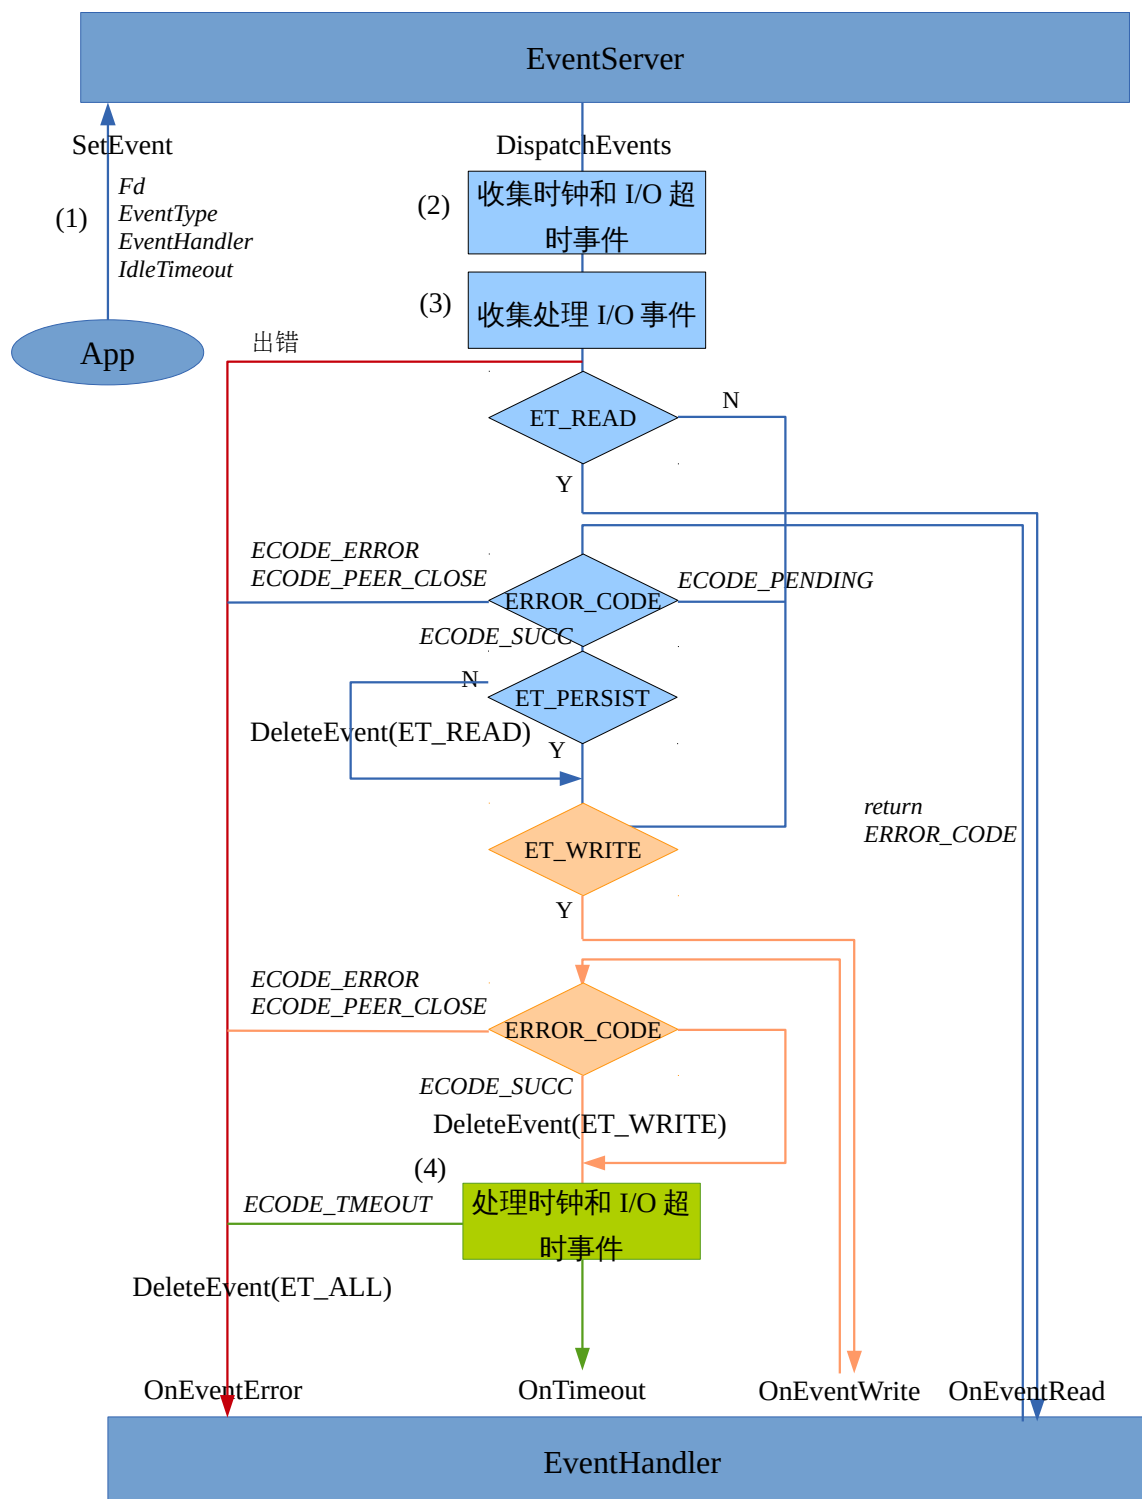 EventServer
SetEvent
DispatchEvents
(1)
Fd
EventType
EventHandler
IdleTimeout
(2)
收集时钟和 I/O 超
时事件
(3)
收集处理 I/O 事件
App
出错
ET_READ
N
Y
ECODE_ERROR
ECODE_PEER_CLOSE
ERROR_CODE
ECODE_PENDING
ECODE_SUCC
N
ET_PERSIST
DeleteEvent(ET_READ)
Y
return
ERROR_CODE
ET_WRITE
Y
ECODE_ERROR
ECODE_PEER_CLOSE
ERROR_CODE
ECODE_SUCC
DeleteEvent(ET_WRITE)
(4)
处理时钟和 I/O 超
时事件
ECODE_TMEOUT
DeleteEvent(ET_ALL)
OnEventError
OnTimeout
OnEventWrite
OnEventRead
EventHandler